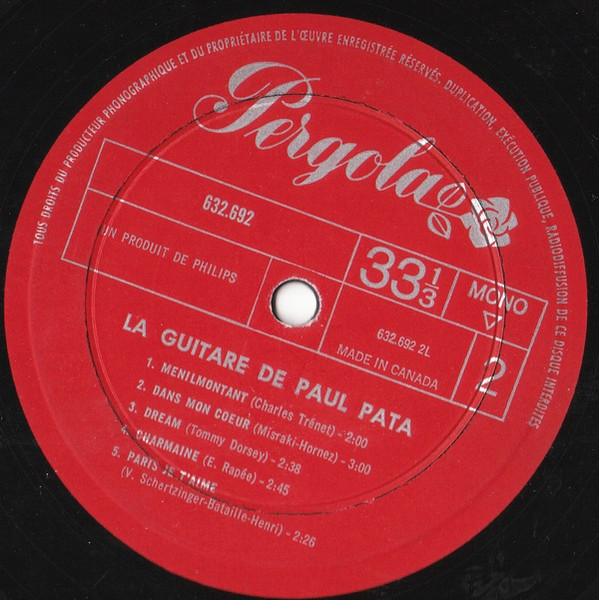 TOUS DROITS DU PRODUCTEUR PHONOGRAPHIQUE ET DU PROPRIÉTAIRE DE L'ŒUVRE ENREGISTRÉE RÉSERVÉS, DUPLICATION, EXÉCUTION PUBLIQUE, RADIODIFFUSION DE CE DISQUE INTERDITES
Pergola
632.692
UN PRODUIT DE PHILIPS
33 1/3
MONO
632.692 2L
MADE IN CANADA
2
LA GUITARE DE PAUL PATA
1. MENILMONTANT (Charles Trénet) - 2:00
2. DANS MON COEUR (Misraki-Hornez) - 3:00
3. DREAM (Tommy Dorsey) - 2:38
4. CHARMAINE (E. Rapée) - 2:45
5. PARIS JE T'AIME
(V. Schertzinger-Bataille-Henri) - 2:26